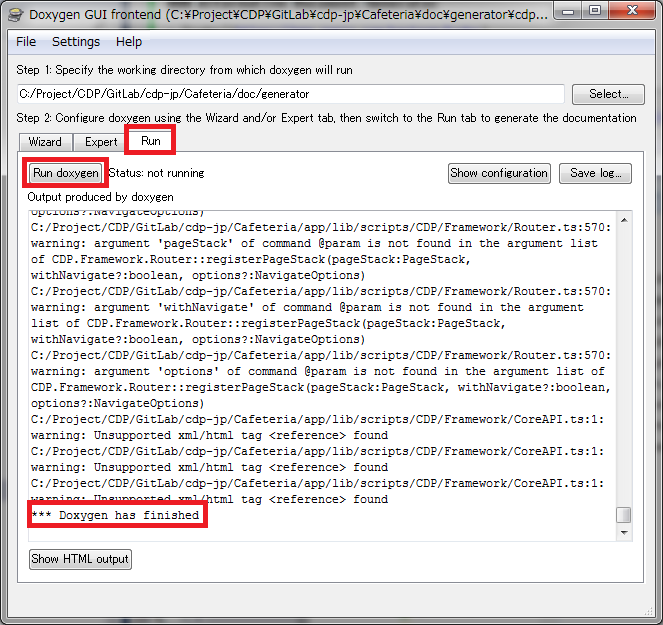 Doxygen GUI frontend (C:¥Project¥CDP¥GitLab¥cdp-jp¥Cafeteria¥doc¥generator¥cdp...
File Settings Help
Step 1: Specify the working directory from which doxygen will run
C:/Project/CDP/GitLab/cdp-jp/Cafeteria/doc/generator Select...
Step 2: Configure doxygen using the Wizard and/or Expert tab, then switch to the Run tab to generate the documentation
Wizard Expert Run
Run doxygen Status: not running Show configuration Save log...
Output produced by doxygen
options?:NavigateOptions)
C:/Project/CDP/GitLab/cdp-jp/Cafeteria/app/lib/scripts/CDP/Framework/Router.ts:570:
warning: argument 'pageStack' of command @param is not found in the argument list
of CDP.Framework.Router::registerPageStack(pageStack:PageStack,
withNavigate?:boolean, options?:NavigateOptions)
C:/Project/CDP/GitLab/cdp-jp/Cafeteria/app/lib/scripts/CDP/Framework/Router.ts:570:
warning: argument 'withNavigate' of command @param is not found in the argument
list of CDP.Framework.Router::registerPageStack(pageStack:PageStack,
withNavigate?:boolean, options?:NavigateOptions)
C:/Project/CDP/GitLab/cdp-jp/Cafeteria/app/lib/scripts/CDP/Framework/Router.ts:570:
warning: argument 'options' of command @param is not found in the argument list of
CDP.Framework.Router::registerPageStack(pageStack:PageStack, withNavigate?:boolean,
options?:NavigateOptions)
C:/Project/CDP/GitLab/cdp-jp/Cafeteria/app/lib/scripts/CDP/Framework/CoreAPI.ts:1:
warning: Unsupported xml/html tag <reference> found
C:/Project/CDP/GitLab/cdp-jp/Cafeteria/app/lib/scripts/CDP/Framework/CoreAPI.ts:1:
warning: Unsupported xml/html tag <reference> found
C:/Project/CDP/GitLab/cdp-jp/Cafeteria/app/lib/scripts/CDP/Framework/CoreAPI.ts:1:
warning: Unsupported xml/html tag <reference> found
*** Doxygen has finished
Show HTML output